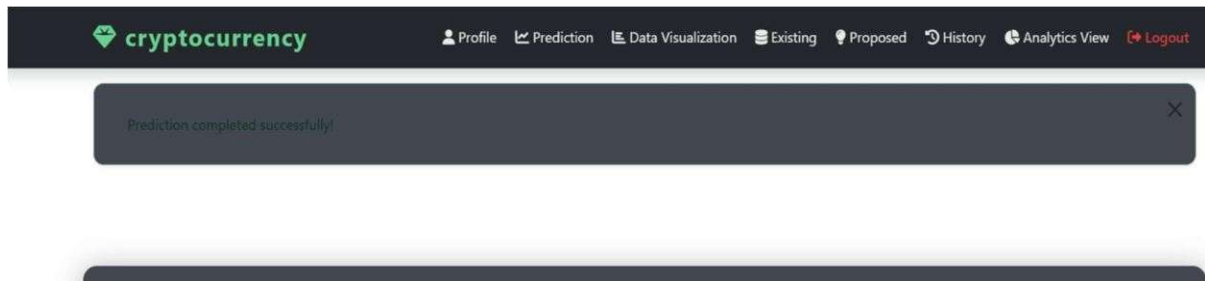 cryptocurrency Profile Prediction Data Visualization Existing Proposed History Analytics View Logout
Prediction completed successfully!